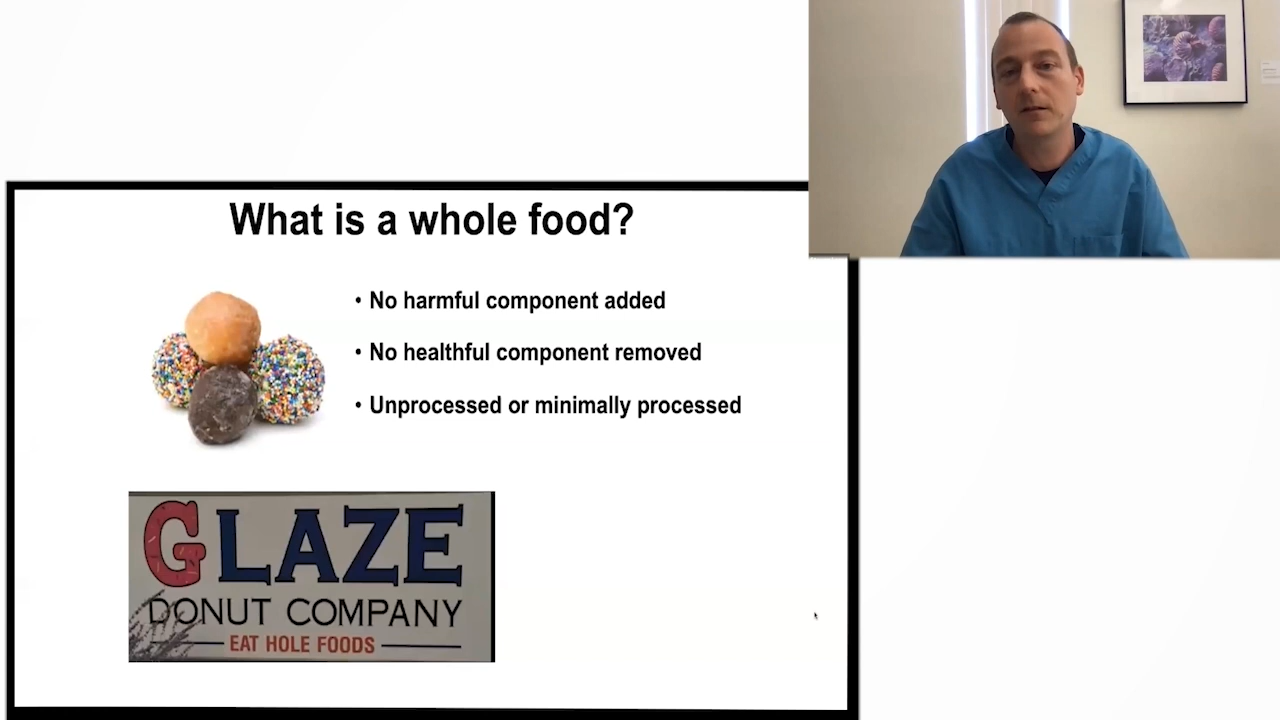 What is a whole food?
• No harmful component added
• No healthful component removed
• Unprocessed or minimally processed
GLAZE
DONUT COMPANY
EAT HOLE FOODS